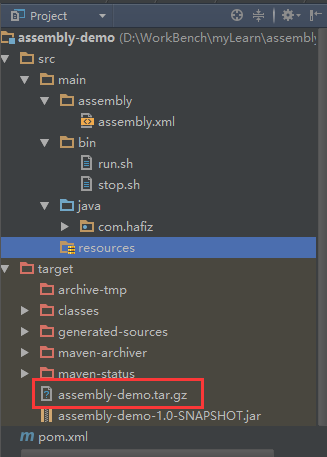 Project
assembly-demo (D:\WorkBench\myLearn\assembly
src
main
assembly
assembly.xml
bin
run.sh
stop.sh
java
com.hafiz
resources
target
archive-tmp
classes
generated-sources
maven-archiver
maven-status
assembly-demo.tar.gz
assembly-demo-1.0-SNAPSHOT.jar
pom.xml